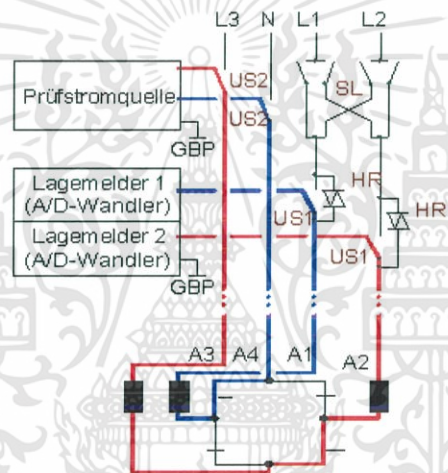 L3 N L1 L2
Prüfstromquelle
US2
US2
SL
GBP
Lagemelder 1
(A/D-Wandler)
HR
HR
US1
Lagemelder 2
(A/D-Wandler)
US1
GBP
A3 A4 A1 A2